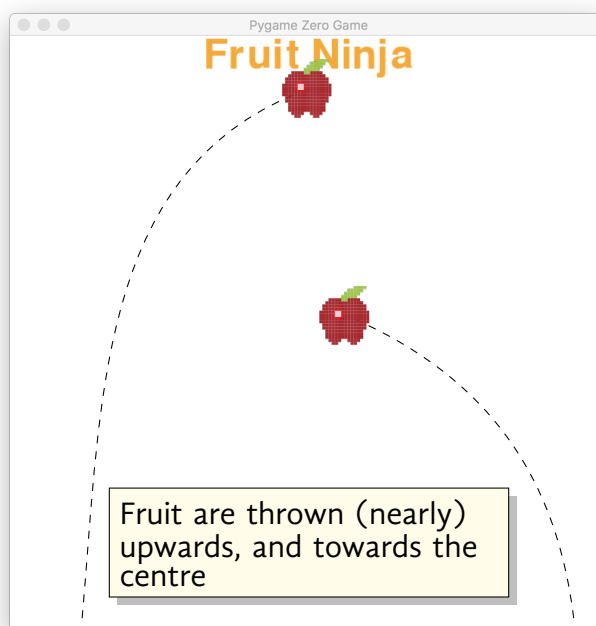 Pygame Zero Game
Fruit Ninja
Fruit are thrown (nearly)
upwards, and towards the
centre